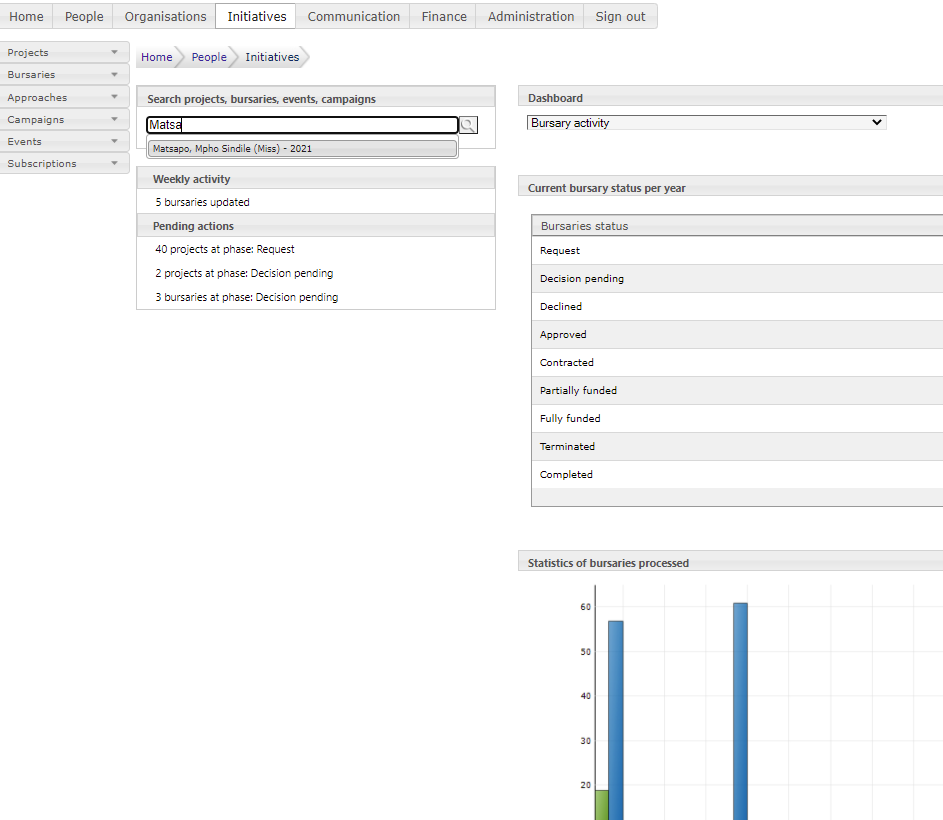 Home People Organisations Initiatives Communication Finance Administration Sign out
Projects
Bursaries
Approaches
Campaigns
Events
Subscriptions
Home People Initiatives
Search projects, bursaries, events, campaigns
Matsa
Matsapo, Mpho Sindile (Miss) - 2021
Weekly activity
5 bursaries updated
Pending actions
40 projects at phase: Request
2 projects at phase: Decision pending
3 bursaries at phase: Decision pending
Dashboard
Bursary activity
Current bursary status per year
Bursaries status
Request
Decision pending
Declined
Approved
Contracted
Partially funded
Fully funded
Terminated
Completed
Statistics of bursaries processed
60
50
40
30
20